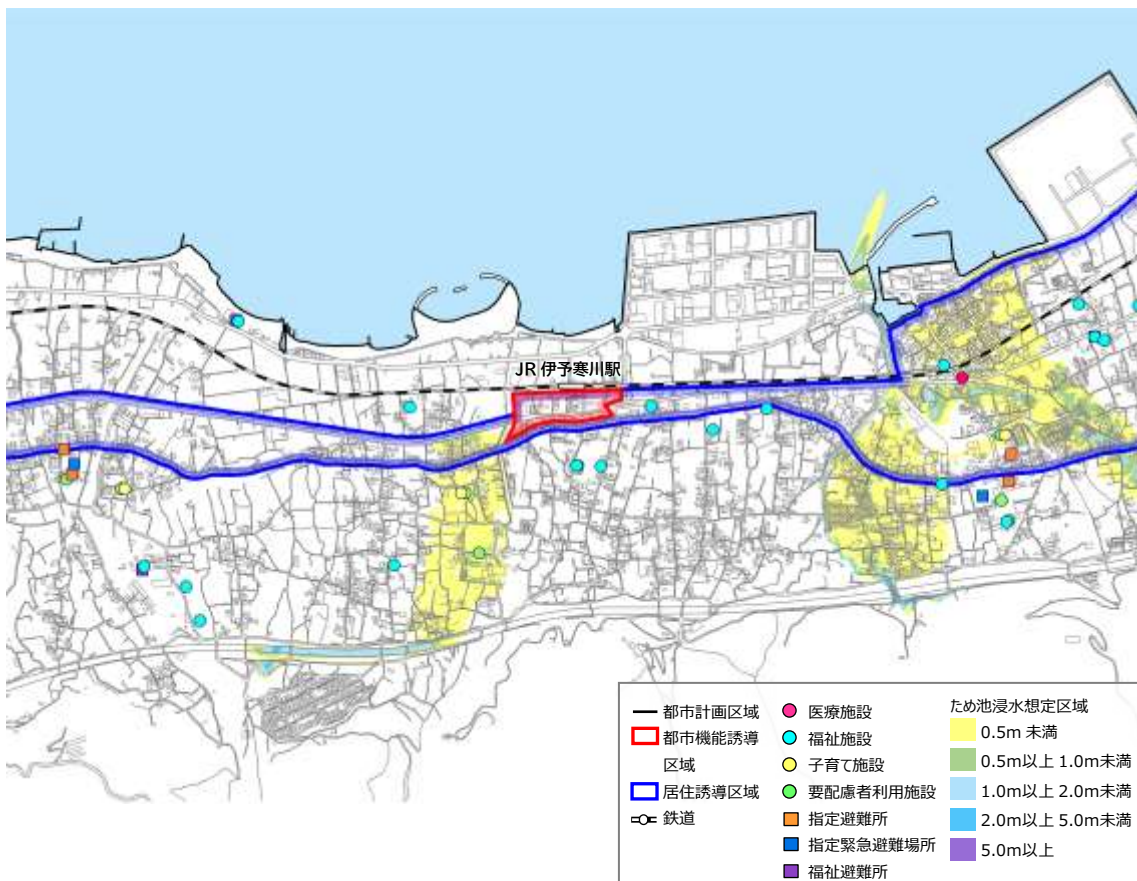 JR 伊予寒川駅
都市計画区域
都市機能誘導
区域
居住誘導区域
鉄道
医療施設
福祉施設
子育て施設
要配慮者利用施設
指定避難所
指定緊急避難場所
福祉避難所
ため池浸水想定区域
0.5m 未満
0.5m以上 1.0m未満
1.0m以上 2.0m未満
2.0m以上 5.0m未満
5.0m以上